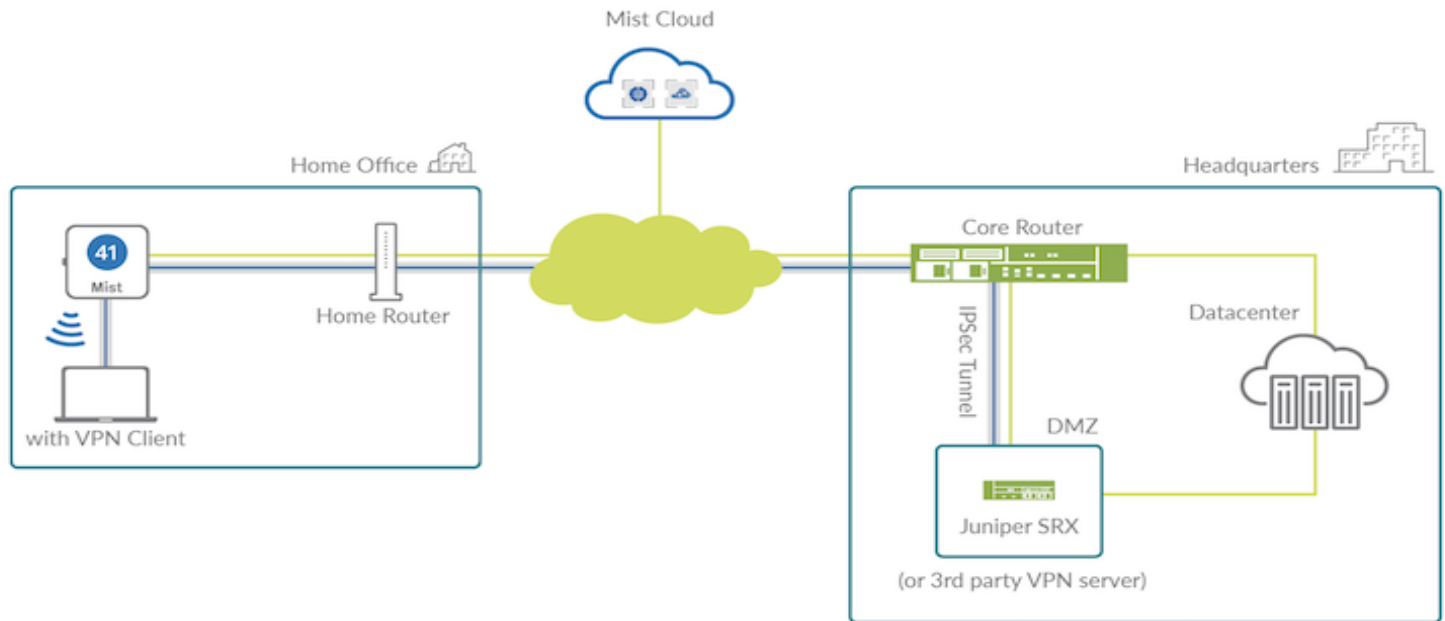 Mist Cloud
Home Office
Headquarters
41
Mist
Home Router
with VPN Client
Core Router
IPSec Tunnel
Datacenter
DMZ
Juniper SRX
(or 3rd party VPN server)